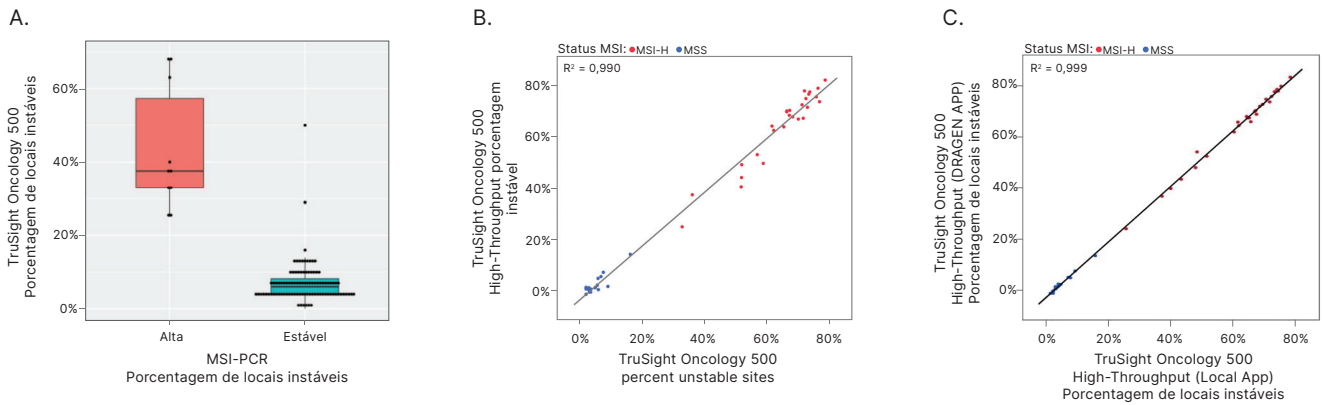 A.
TruSight Oncology 500
Porcentagem de locais instáveis
60%
40%
20%
0%
Alta
Estável
MSI-PCR
Porcentagem de locais instáveis
B.
Status MSI: MSI-H MSS
R² = 0,990
TruSight Oncology 500
High-Throughput porcentagem
instável
80%
60%
40%
20%
0%
0%
20%
40%
60%
80%
TruSight Oncology 500
percent unstable sites
C.
Status MSI: MSI-H MSS
R² = 0,999
TruSight Oncology 500
High-Throughput (DRAGEN APP)
Porcentagem de locais instáveis
80%
60%
40%
20%
0%
0%
20%
40%
60%
80%
TruSight Oncology 500
High-Throughput (Local App)
Porcentagem de locais instáveis